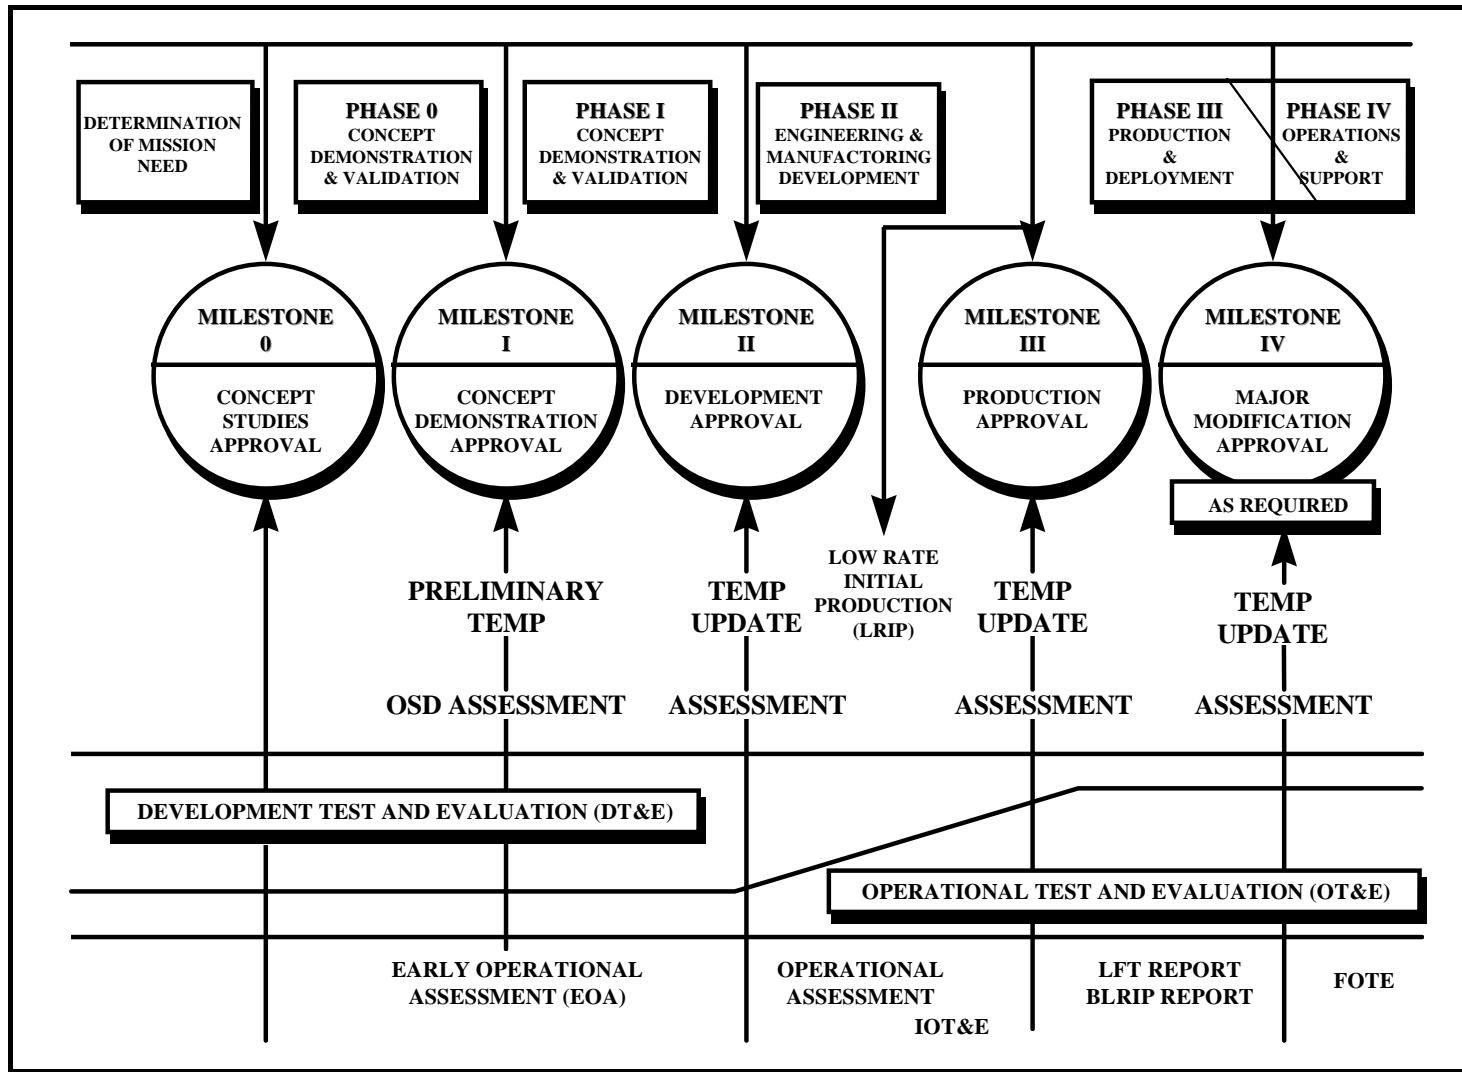 DETERMINATION
OF MISSION
NEED
PHASE 0
CONCEPT
DEMONSTRATION
& VALIDATION
PHASE I
CONCEPT
DEMONSTRATION
& VALIDATION
PHASE II
ENGINEERING &
MANUFACTORING
DEVELOPMENT
PHASE III
PRODUCTION
&
DEPLOYMENT
PHASE IV
OPERATIONS
&
SUPPORT
MILESTONE
0
CONCEPT
STUDIES
APPROVAL
MILESTONE
I
CONCEPT
DEMONSTRATION
APPROVAL
MILESTONE
II
DEVELOPMENT
APPROVAL
MILESTONE
III
PRODUCTION
APPROVAL
MILESTONE
IV
MAJOR
MODIFICATION
APPROVAL
AS REQUIRED
PRELIMINARY
TEMP
TEMP
UPDATE
LOW RATE
INITIAL
PRODUCTION
(LRIP)
TEMP
UPDATE
TEMP
UPDATE
OSD ASSESSMENT
ASSESSMENT
ASSESSMENT
ASSESSMENT
DEVELOPMENT TEST AND EVALUATION (DT&E)
OPERATIONAL TEST AND EVALUATION (OT&E)
EARLY OPERATIONAL
ASSESSMENT (EOA)
OPERATIONAL
ASSESSMENT
IOT&E
LFT REPORT
BLRIP REPORT
FOTE